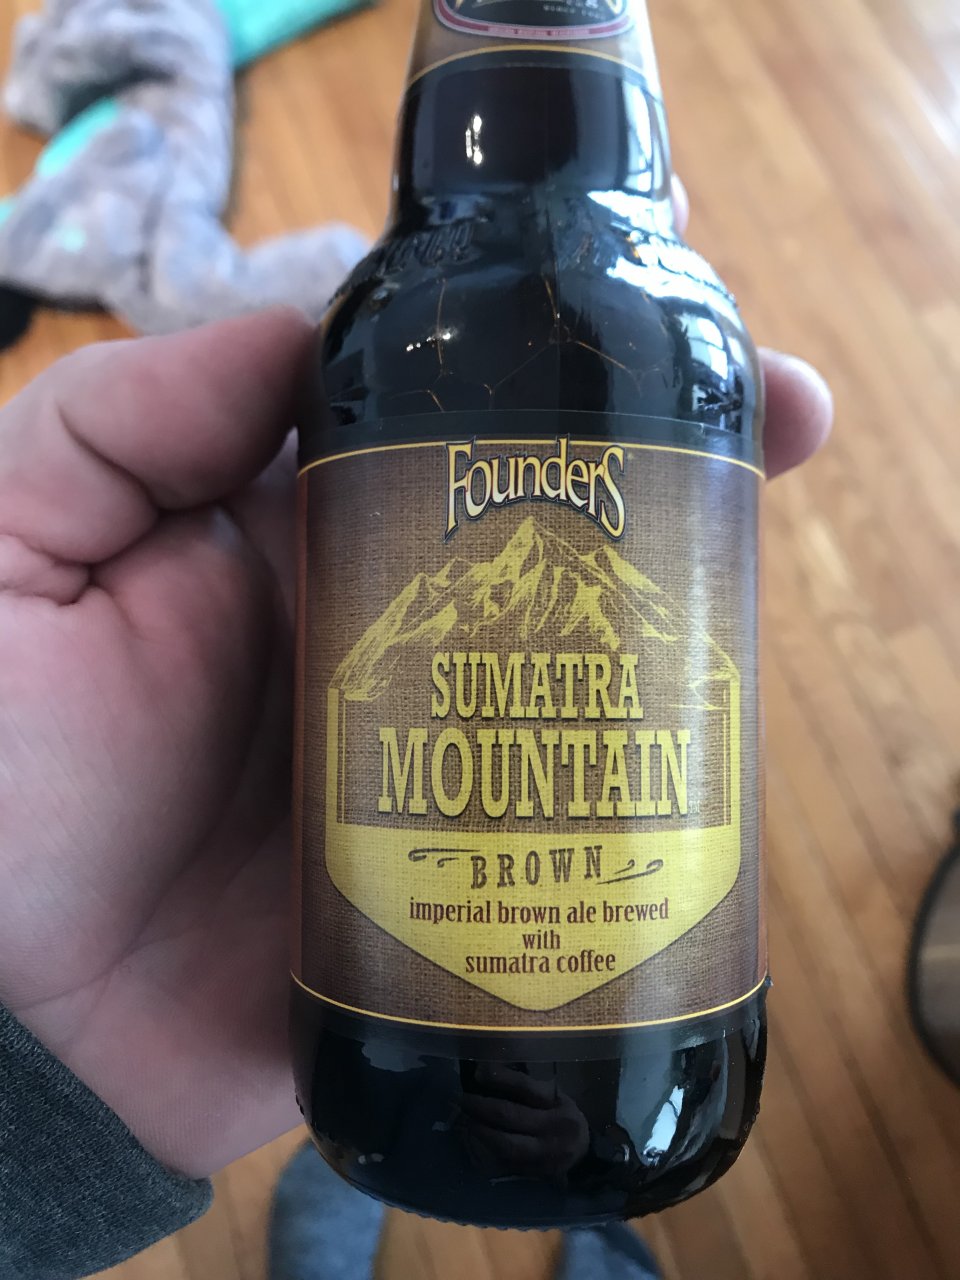 Founders
SUMATRA
MOUNTAIN
BROWN
imperial brown ale brewed
with
sumatra coffee